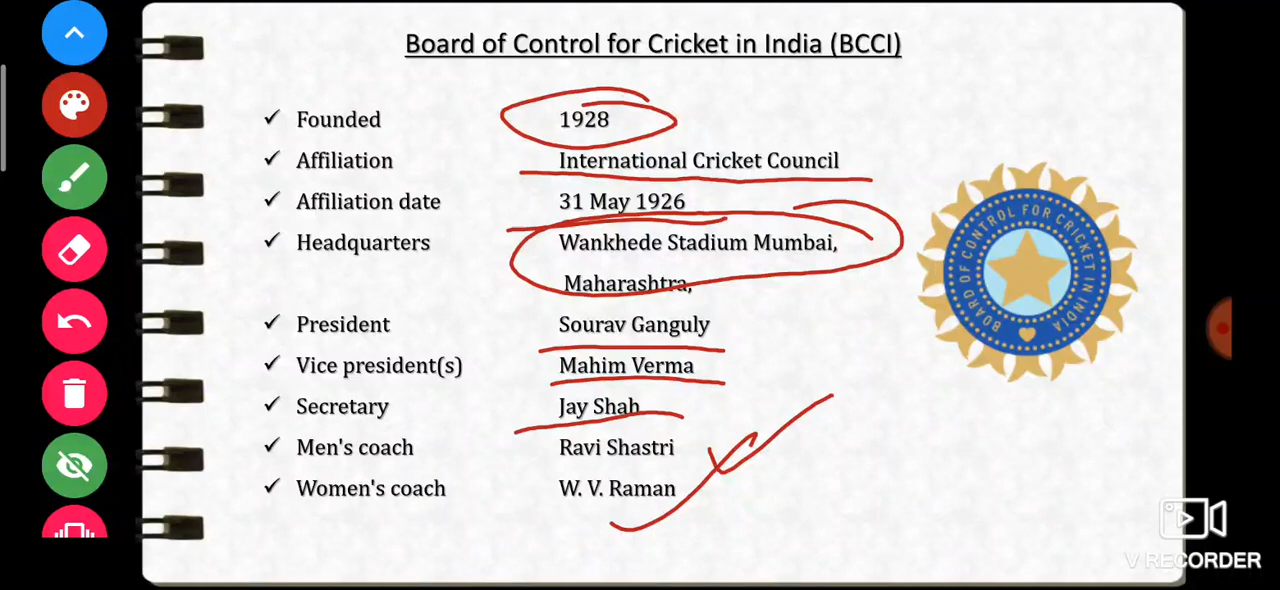 Board of Control for Cricket in India (BCCI)
✓ Founded 1928
✓ Affiliation International Cricket Council
✓ Affiliation date 31 May 1926
✓ Headquarters Wankhede Stadium Mumbai,
Maharashtra,
✓ President Sourav Ganguly
✓ Vice president(s) Mahim Verma
✓ Secretary Jay Shah
✓ Men's coach Ravi Shastri
✓ Women's coach W. V. Raman
BOARD OF CONTROL FOR CRICKET IN INDIA
V RECORDER